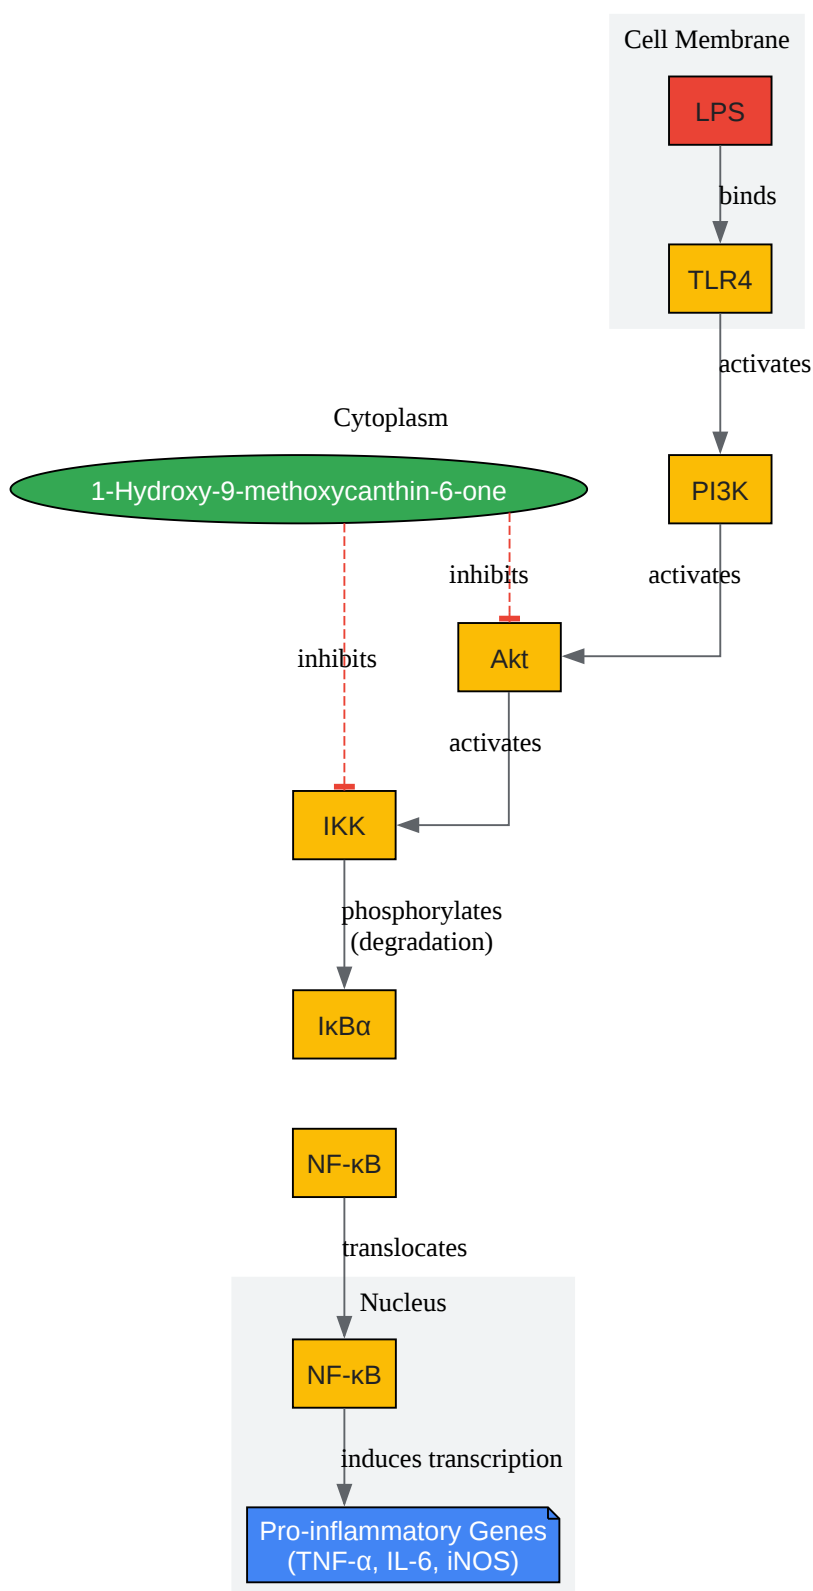 Cell Membrane
LPS
binds
TLR4
activates
Cytoplasm
1-Hydroxy-9-methoxycanthin-6-one
PI3K
inhibits
activates
inhibits
Akt
activates
IKK
phosphorylates
(degradation)
IκBα
NF-κB
translocates
Nucleus
NF-κB
induces transcription
Pro-inflammatory Genes
(TNF-α, IL-6, iNOS)